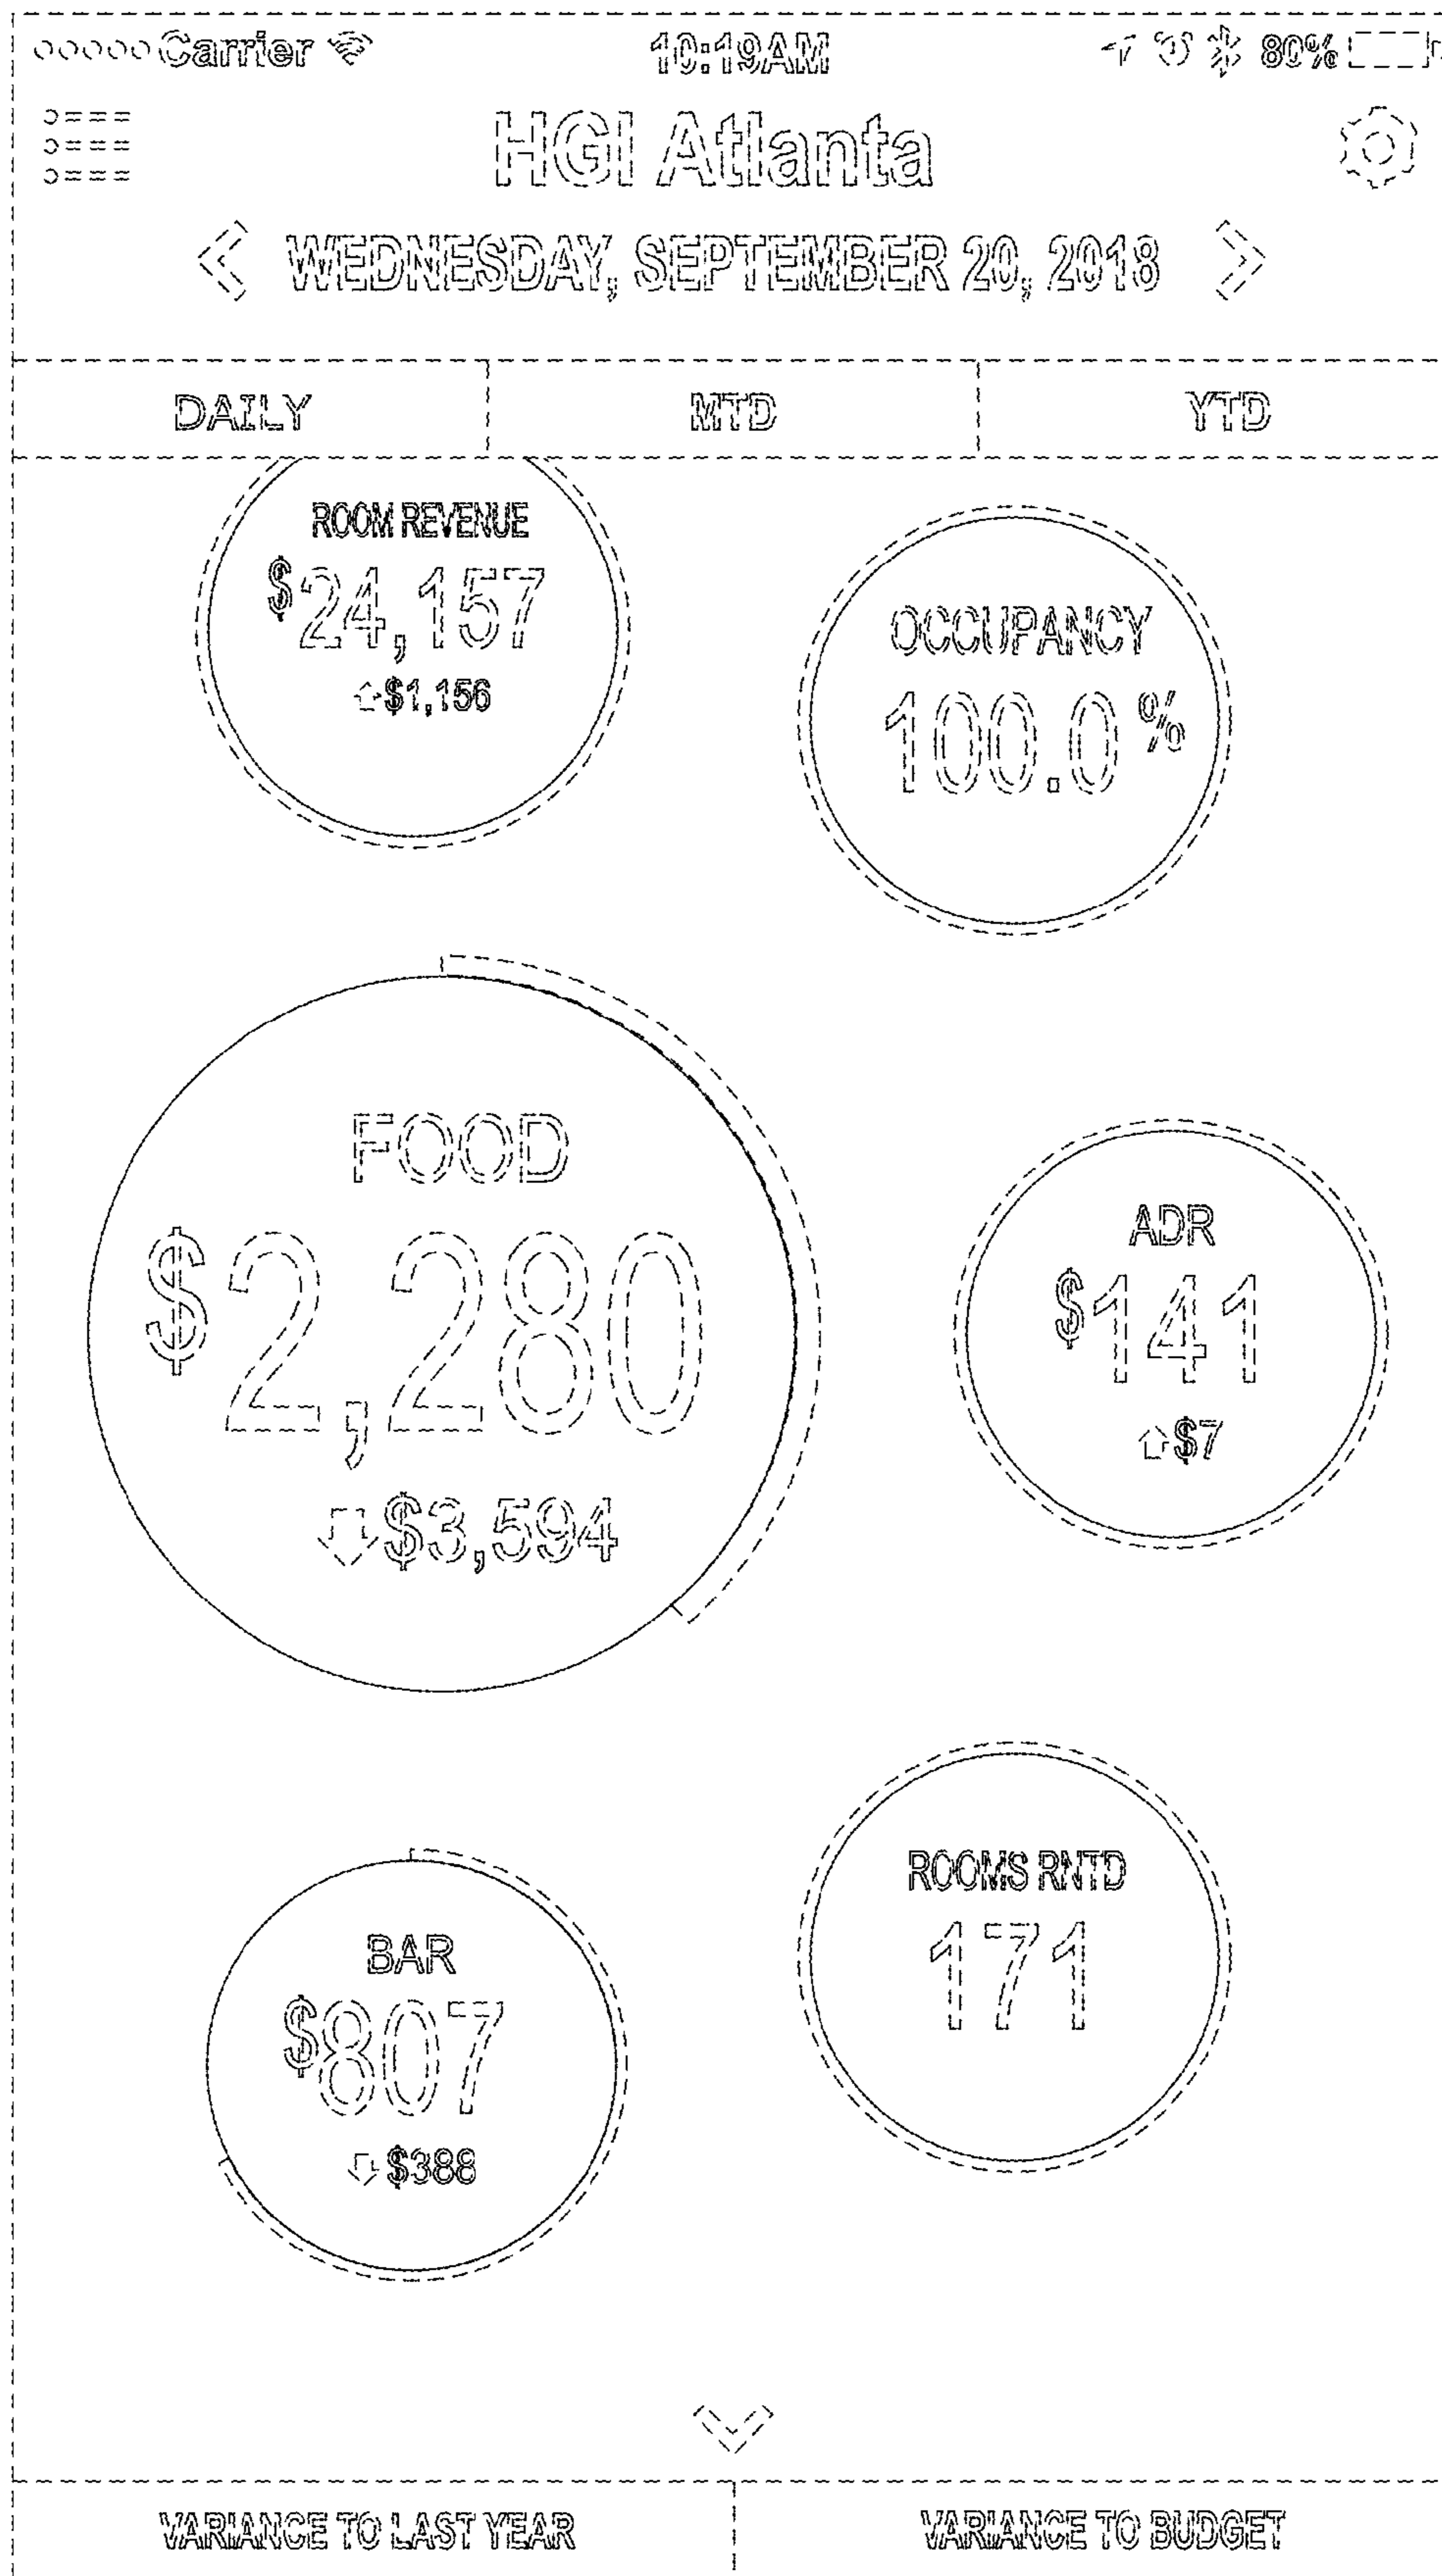 Carrier 10:19AM 80%
HGI Atlanta
WEDNESDAY, SEPTEMBER 20, 2018
DAILY MTD YTD
ROOM REVENUE
$24,157
$1,156
OCCUPANCY
100.0%
FOOD
$2,280
$3,594
ADR
$141
$7
ROOMS RNTD
171
BAR
$807
$388
VARIANCE TO LAST YEAR VARIANCE TO BUDGET